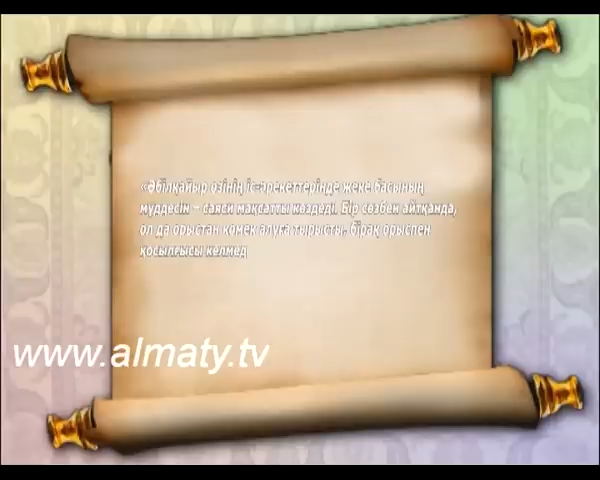 «Әбілқайыр өзінің іс-әрекеттерінде жеке басының
мүддесін – саяси мақсатты көздеді. Бір сөзбен айтқанда,
ол да орыстан көмек алуға тырысты, бірақ орыспен
қосылғысы келмед
www.almaty.tv